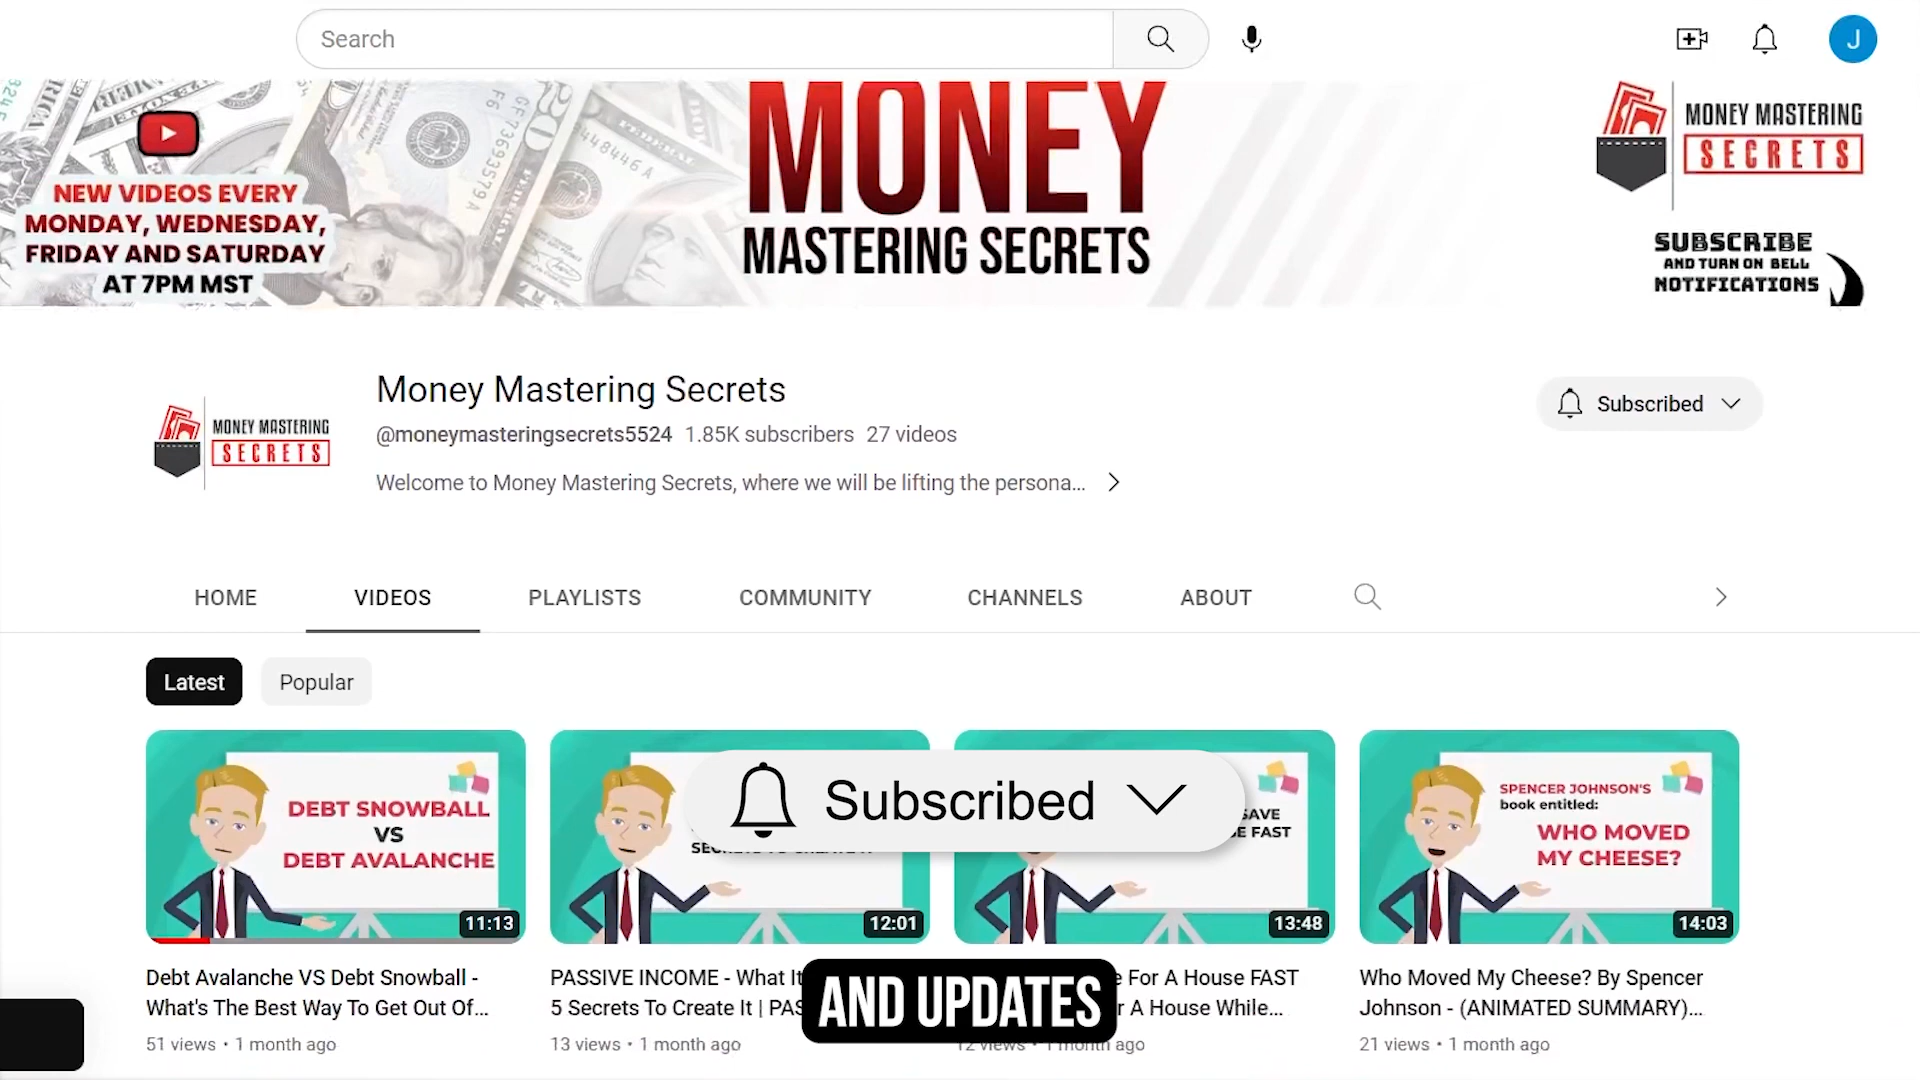 Search
J
NEW VIDEOS EVERY
MONDAY, WEDNESDAY,
FRIDAY AND SATURDAY
AT 7PM MST
MONEY
MASTERING SECRETS
MONEY MASTERING
SECRETS
SUBSCRIBE
AND TURN ON BELL
NOTIFICATIONS
MONEY MASTERING
SECRETS
Money Mastering Secrets
@moneymasteringsecrets5524 1.85K subscribers 27 videos
Welcome to Money Mastering Secrets, where we will be lifting the persona...
Subscribed
HOME VIDEOS PLAYLISTS COMMUNITY CHANNELS ABOUT
Latest Popular
DEBT SNOWBALL
VS
DEBT AVALANCHE
11:13
12:01
SAVE
FAST
13:48
SPENCER JOHNSON'S
book entitled:
WHO MOVED
MY CHEESE?
14:03
Subscribed
Debt Avalanche VS Debt Snowball -
What's The Best Way To Get Out Of...
51 views • 1 month ago
PASSIVE INCOME - What It
5 Secrets To Create It | PAS
13 views • 1 month ago
For A House FAST
r A House While...
12 views • 1 month ago
Who Moved My Cheese? By Spencer
Johnson - (ANIMATED SUMMARY)...
21 views • 1 month ago
AND UPDATES